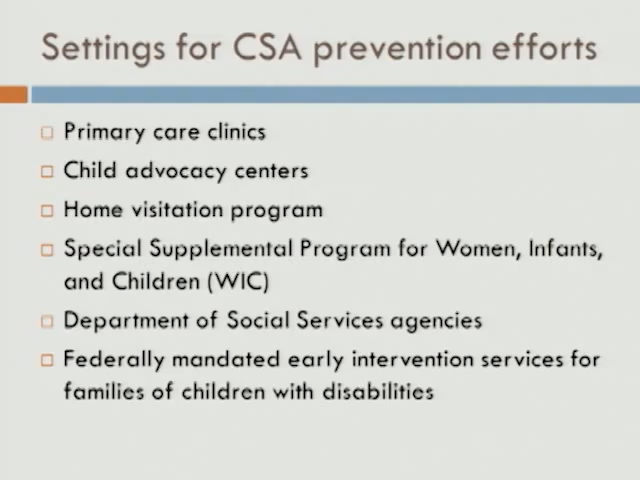 Settings for CSA prevention efforts
Primary care clinics
Child advocacy centers
Home visitation program
Special Supplemental Program for Women, Infants,
and Children (WIC)
Department of Social Services agencies
Federally mandated early intervention services for
families of children with disabilities